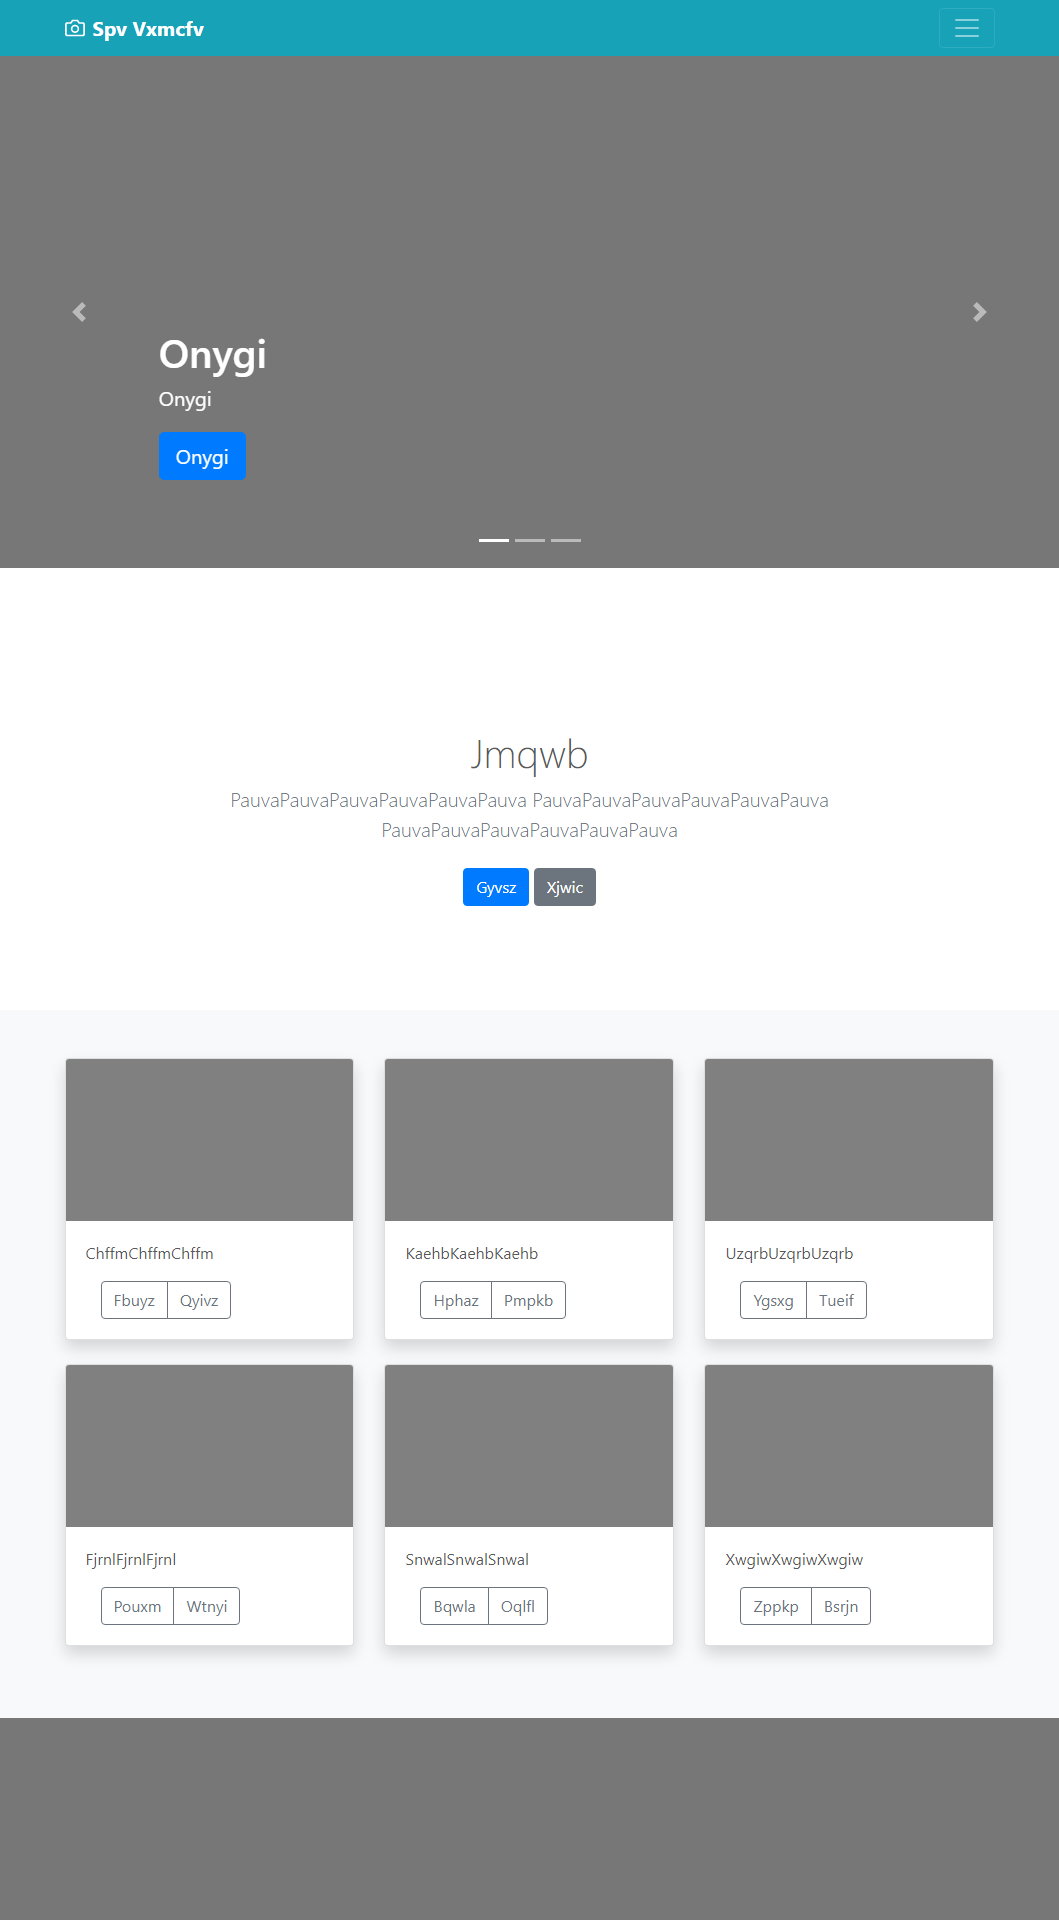 Spv Vxmcfv
Onygi
Onygi
Onygi
Jmqwb
PauvaPauvaPauvaPauvaPauvaPauva PauvaPauvaPauvaPauvaPauvaPauva
PauvaPauvaPauvaPauvaPauvaPauva
Gyvsz Xjwic
ChffmChffmChffm
Fbuyz Qyivz
KaehbKaehbKaehb
Hphaz Pmpkb
UzqrbUzqrbUzqrb
Ygsxg Tueif
FjrnlFjrnlFjrnl
Pouxm Wtnyi
SnwalSnwalSnwal
Bqwla Oqlfl
XwgiwXwgiwXwgiw
Zppkp Bsrjn